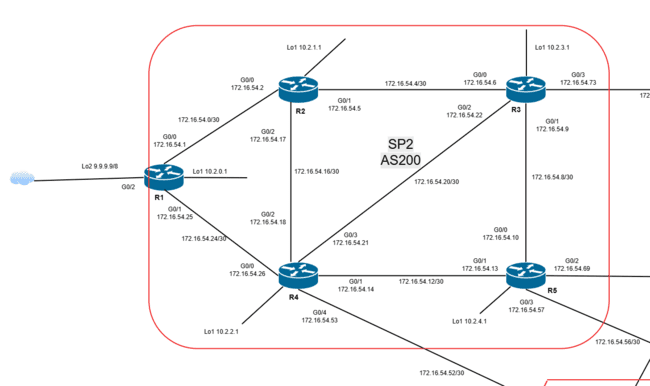 Lo1 10.2.1.1
Lo1 10.2.3.1
G0/0
172.16.54.2
172.16.54.4/30
G0/0
172.16.54.6
G0/3
172.16.54.73
172
R2
R3
G0/1
172.16.54.5
G0/2
172.16.54.22
172.16.54.0/30
G0/1
172.16.54.9
G0/2
172.16.54.17
G0/0
172.16.54.1
SP2
AS200
Lo2 9.9.9.9/8
Lo1 10.2.0.1
172.16.54.16/30
172.16.54.20/30
172.16.54.8/30
G0/2
R1
G0/1
172.16.54.25
G0/2
172.16.54.18
172.16.54.24/30
G0/3
172.16.54.21
G0/0
172.16.54.10
G0/0
172.16.54.26
G0/1
172.16.54.13
G0/2
172.16.54.69
172.16.54.12/30
G0/1
172.16.54.14
R4
R5
G0/3
172.16.54.57
G0/4
172.16.54.53
Lo1 10.2.2.1
Lo1 10.2.4.1
172.16.54.56/30
172.16.54.52/30